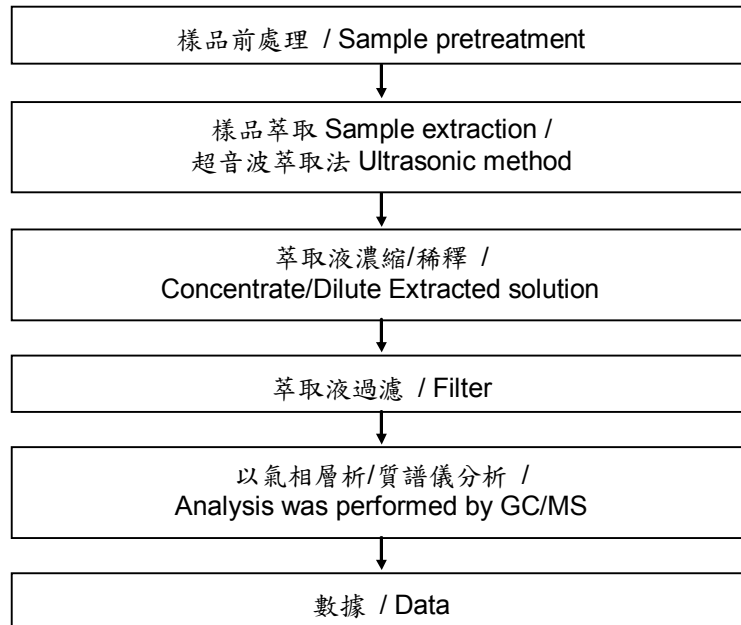 樣品前處理 / Sample pretreatment
樣品萃取 Sample extraction /
超音波萃取法 Ultrasonic method
萃取液濃縮/稀釋 /
Concentrate/Dilute Extracted solution
萃取液過濾 / Filter
以氣相層析/質譜儀分析 /
Analysis was performed by GC/MS
數據 / Data